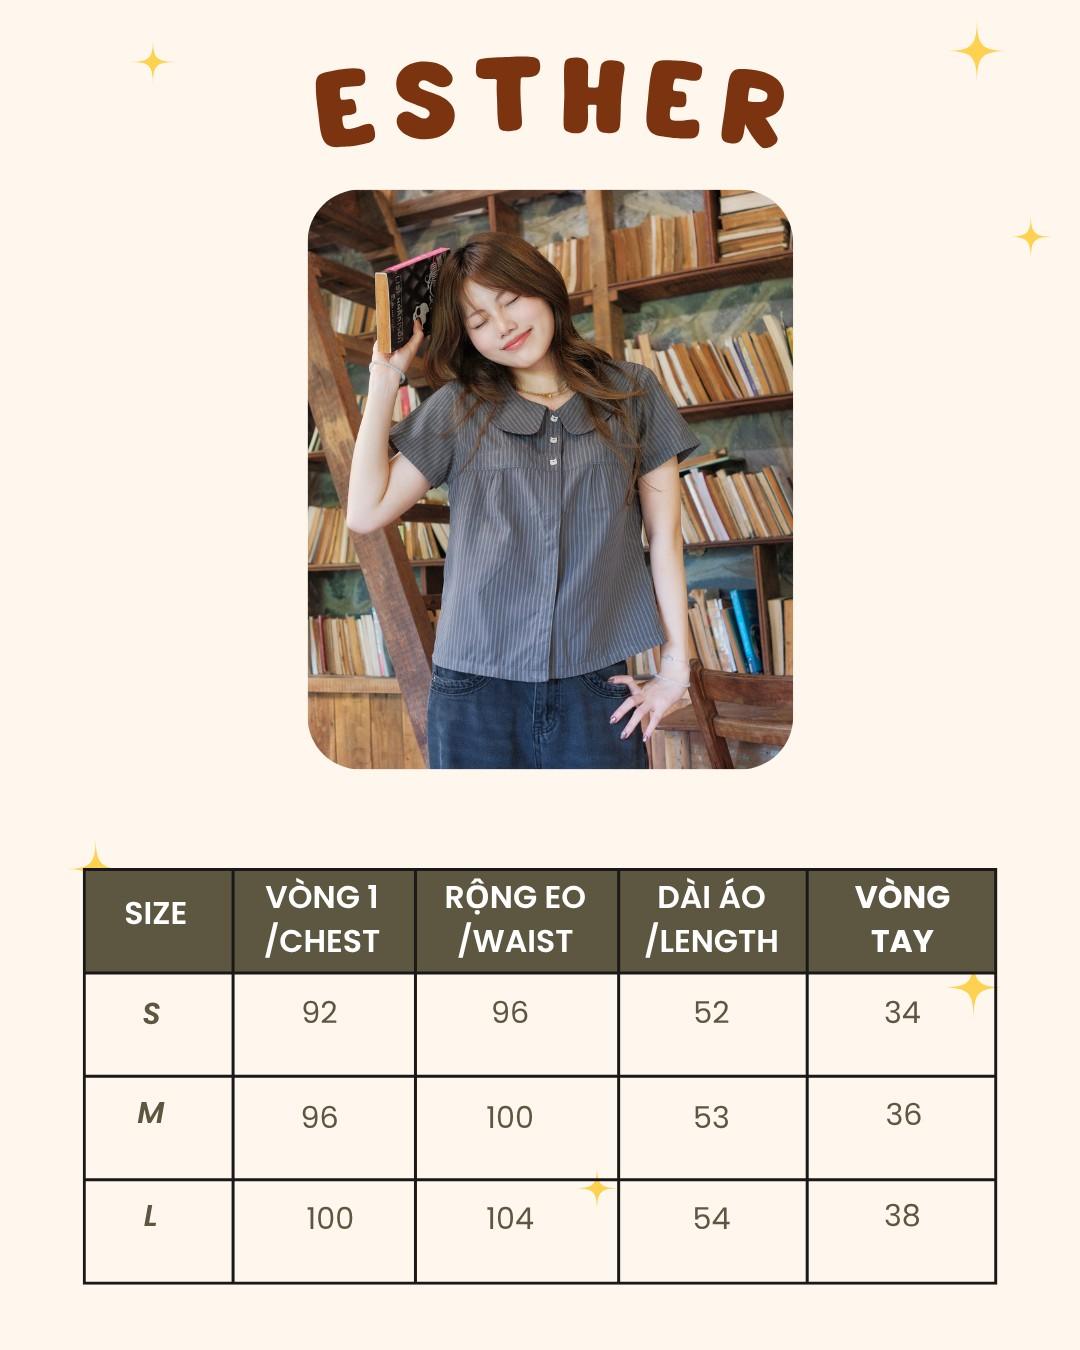 ESTHER
SIZE
VÒNG 1
/CHEST
RỘNG EO
/WAIST
DÀI ÁO
/LENGTH
VÒNG
TAY
S 92 96 52 34
M 96 100 53 36
L 100 104 54 38